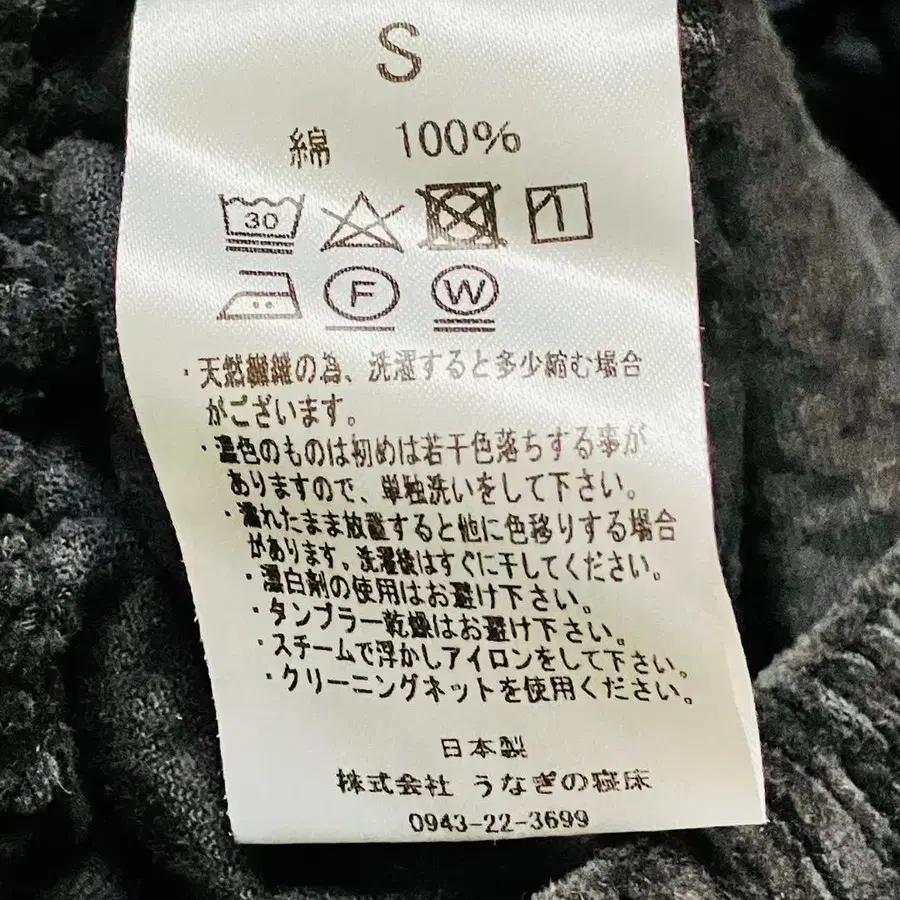 S
綿 100%
30
F W
・天然繊維の為、洗濯すると多少縮む場合
がございます。
・濃色のものは初めは若干色落ちする事が
ありますので、単独洗いをして下さい。
・濡れたまま放置すると他に色移りする場合
があります。洗濯後はすぐに干してください。
・漂白剤の使用はお避け下さい。
・タンブラー乾燥はお避け下さい。
・スチームで浮かしアイロンをして下さい。
・クリーニングネットを使用ください。
日本製
株式会社 うなぎの寝床
0943-22-3699